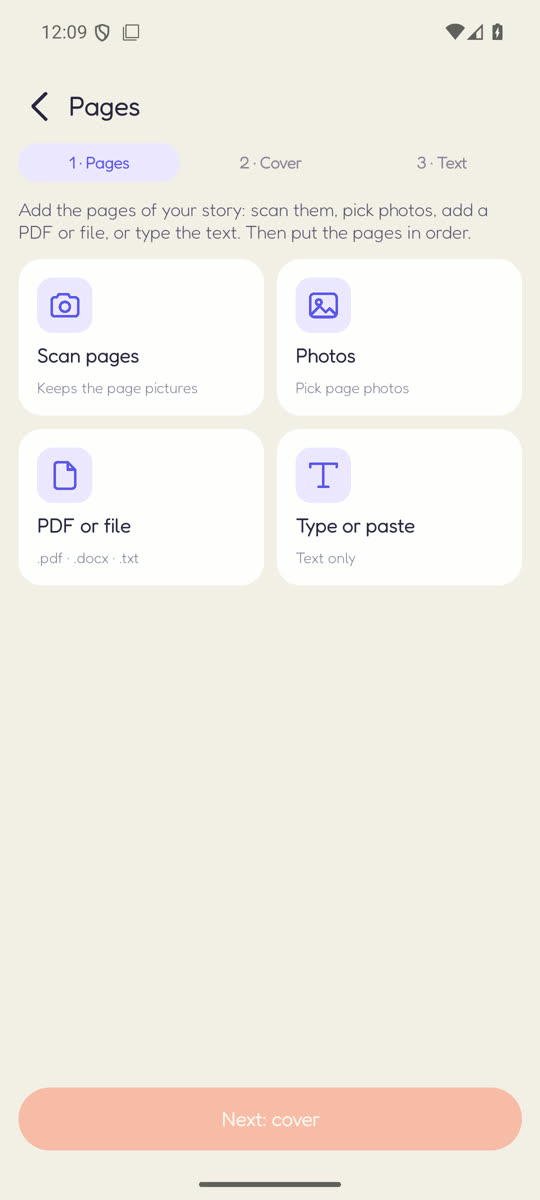 12:09
Pages
1 · Pages
2 · Cover
3 · Text
Add the pages of your story: scan them, pick photos, add a
PDF or file, or type the text. Then put the pages in order.
Scan pages
Keeps the page pictures
Photos
Pick page photos
PDF or file
.pdf · .docx · .txt
Type or paste
Text only
Next: cover